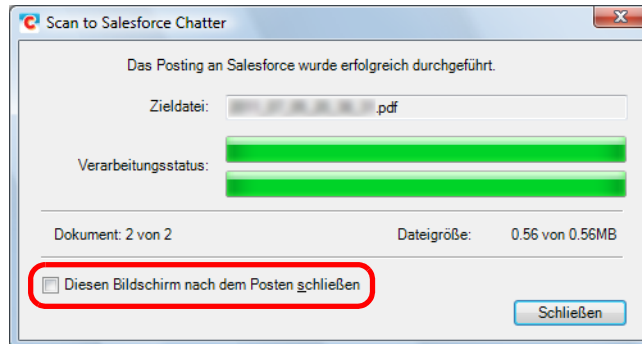 Scan to Salesforce Chatter
Das Posting an Salesforce wurde erfolgreich durchgeführt.
Zieldatei: .pdf
Verarbeitungsstatus:
Dokument: 2 von 2 Dateigröße: 0.56 von 0.56MB
Diesen Bildschirm nach dem Posten schließen
Schließen